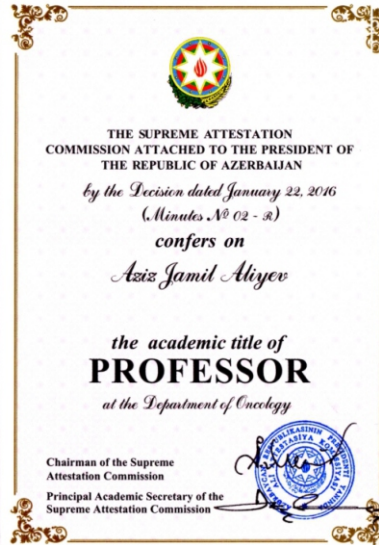 THE SUPREME ATTESTATION
COMMISSION ATTACHED TO THE PRESIDENT OF
THE REPUBLIC OF AZERBAIJAN
by the Decision dated January 22, 2016
(Minutes № 02 - R)
confers on
Aziz Jamil Aliyev
the academic title of
PROFESSOR
at the Department of Oncology
Chairman of the Supreme
Attestation Commission
Principal Academic Secretary of the
Supreme Attestation Commission